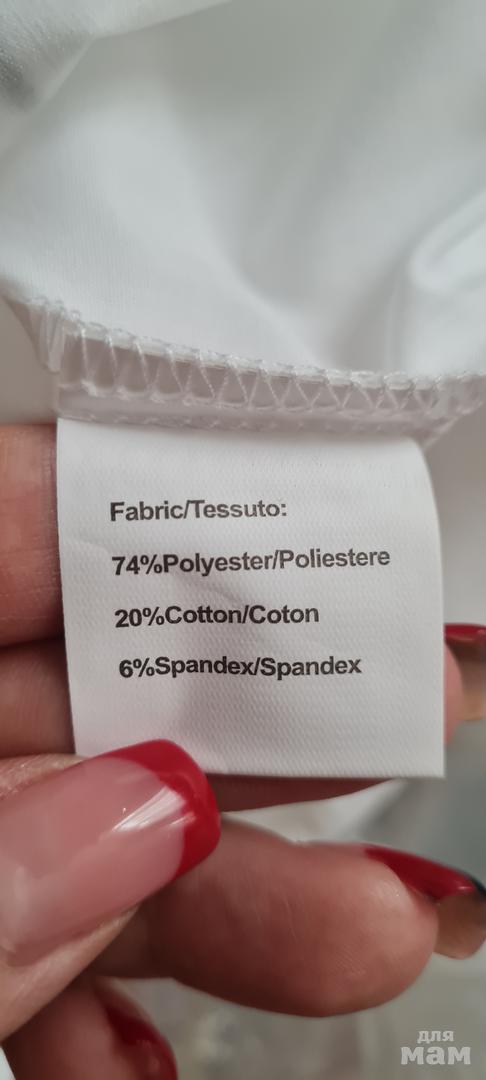 Fabric/Tessuto:
74%Polyester/Poliestere
20%Cotton/Coton
6%Spandex/Spandex
для
мам